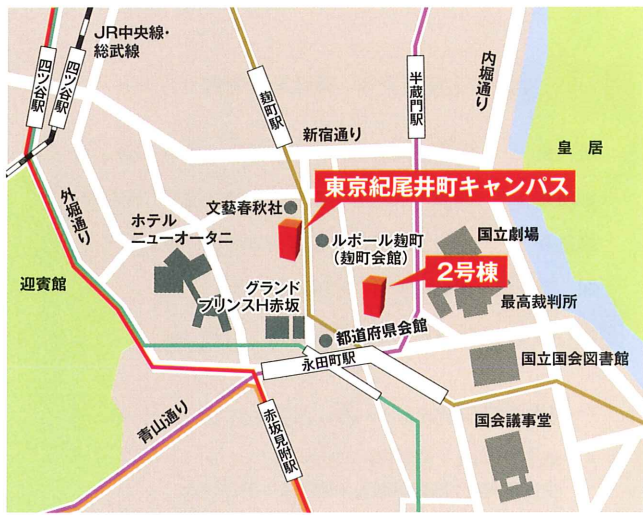 JR中央線・
総武線
四ツ谷駅
四ツ谷駅
麹町駅
半蔵門駅
内堀通り
新宿通り
皇居
東京紀尾井町キャンパス
文藝春秋社
外堀通り
ホテル
ニューオータニ
ルポール麹町
(麹町会館)
国立劇場
2号棟
迎賓館
グランド
プリンスH赤坂
最高裁判所
都道府県会館
永田町駅
国立国会図書館
青山通り
赤坂見附駅
国会議事堂